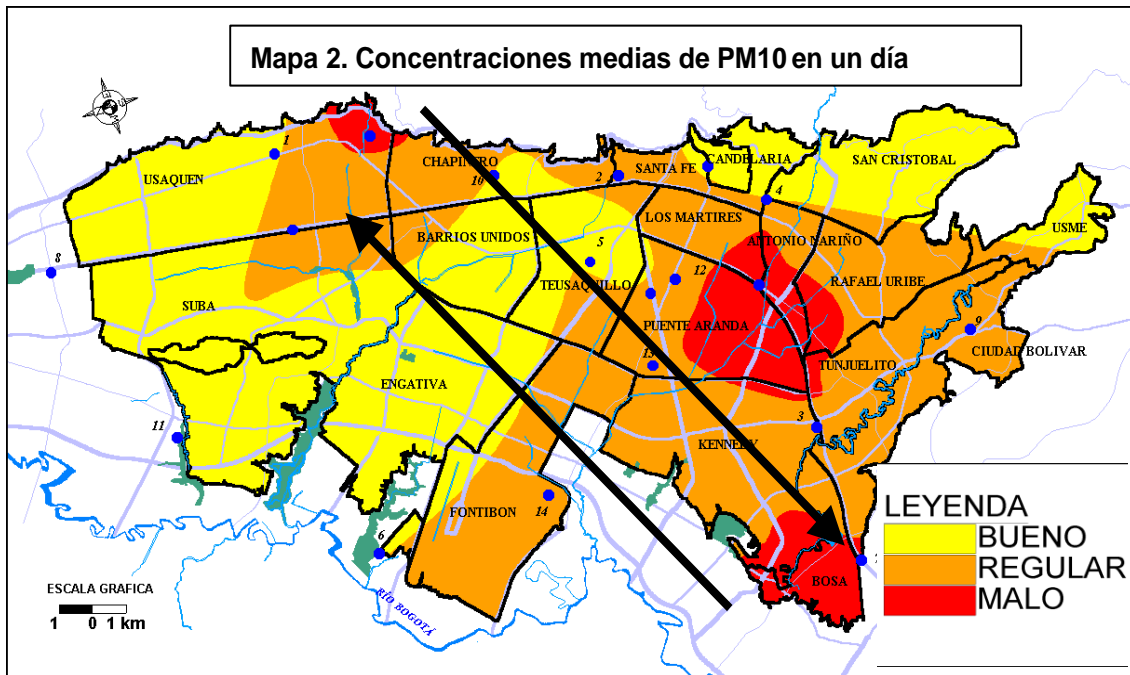 Mapa 2. Concentraciones medias de PM10 en un día
1
USAQUEN
CHAPINERO
10
2
SANTA FE
CANDELARIA
SAN CRISTOBAL
4
LOS MARTIRES
ANTONIO NARIÑO
USME
BARRIOS UNIDOS
5
8
TEUSAQUILLO
12
RAFAEL URIBE
SUBA
PUENTE ARANDA
9
13
TUNJUELITO
CIUDAD BOLIVAR
ENGATIVA
3
11
KENNEDY
FONTIBON
14
6
BOSA
RÍO BOGOTÁ
ESCALA GRAFICA
1 0 1 km
LEYENDA
BUENO
REGULAR
MALO